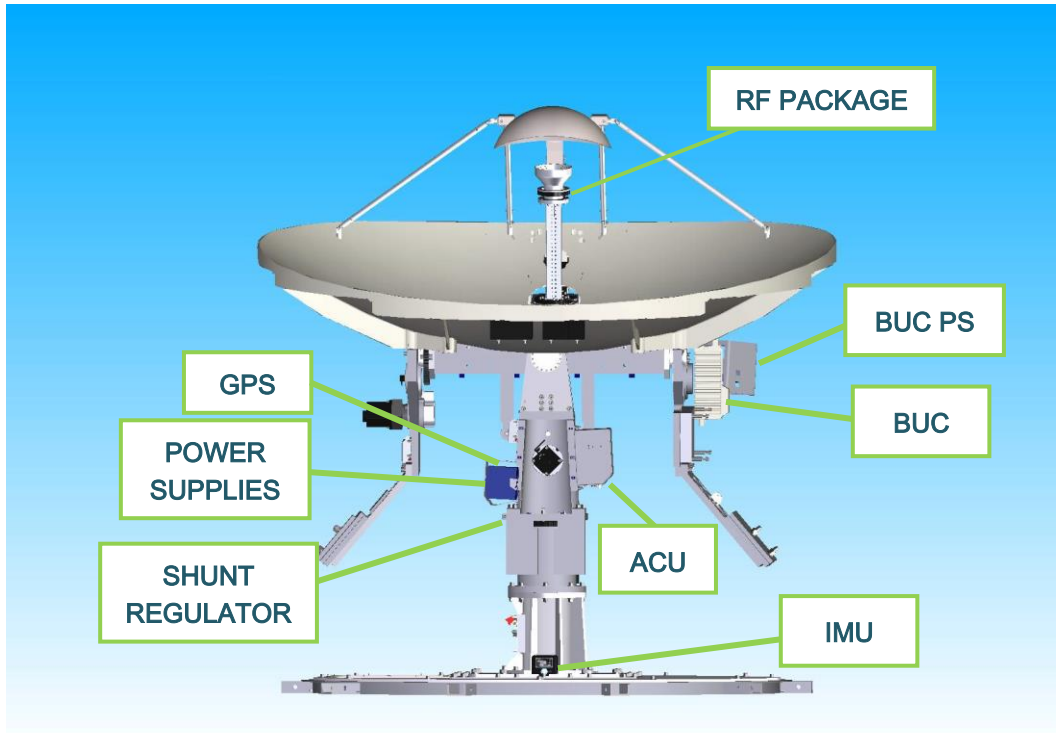 RF PACKAGE
BUC PS
GPS
BUC
POWER
SUPPLIES
ACU
SHUNT
REGULATOR
IMU